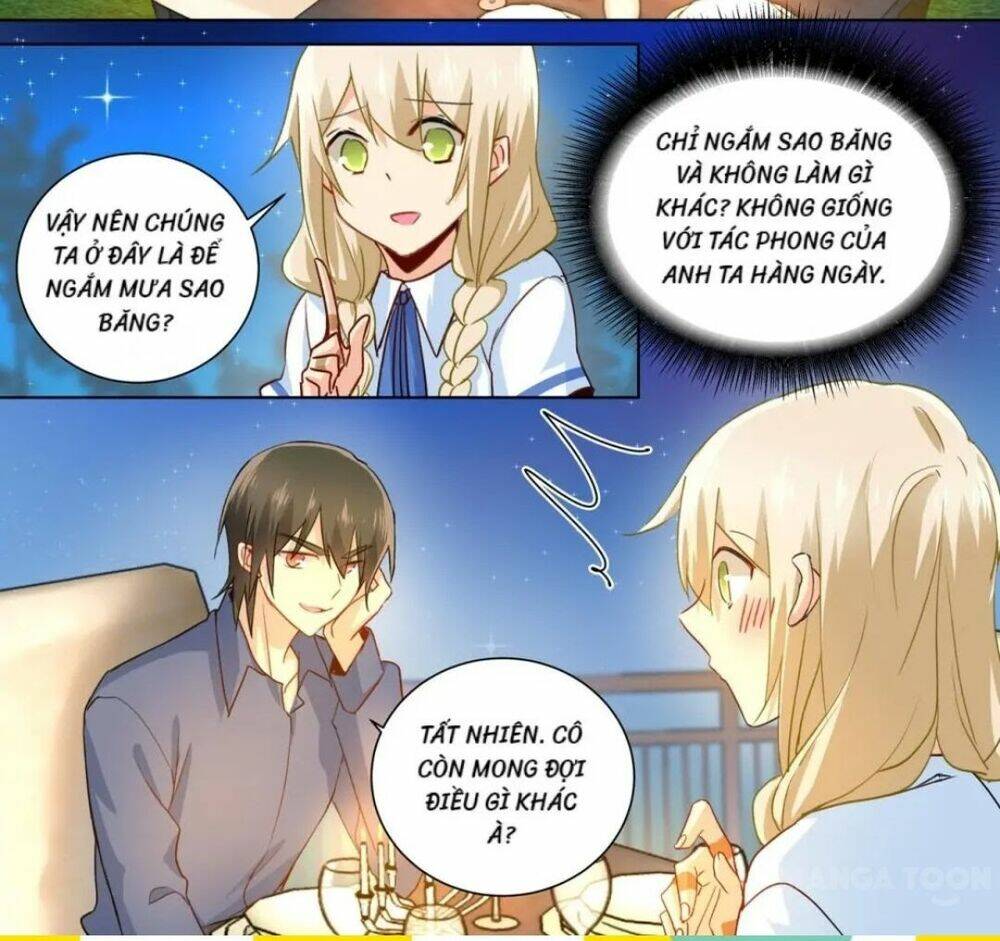 VẬY NÊN CHÚNG
TA Ở ĐÂY LÀ ĐỂ
NGẮM MƯA SAO
BĂNG?
CHỈ NGẮM SAO BĂNG
VÀ KHÔNG LÀM GÌ
KHÁC? KHÔNG GIỐNG
VỚI TÁC PHONG CỦA
ANH TA HÀNG NGÀY.
TẤT NHIÊN. CÔ
CÒN MONG ĐỢI
ĐIỀU GÌ KHÁC
À?
MANGA TOON